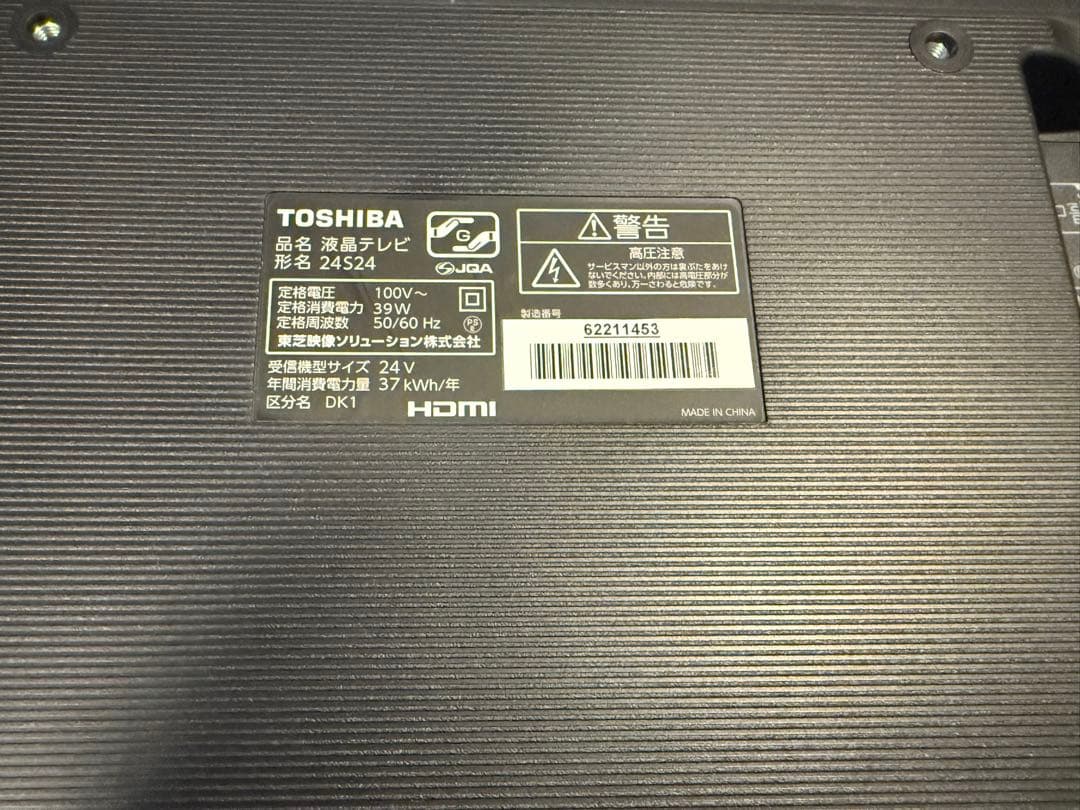 TOSHIBA
品名 液晶テレビ
形名 24S24
G
JQA
定格電圧 100V～
定格消費電力 39W
定格周波数 50/60 Hz
PS E
東芝映像ソリューション株式会社
受信機型サイズ 24V
年間消費電力量 37kWh/年
区分名 DK1
HDMI
警告
高圧注意
サービスマン以外の方は裏ぶたをあけ
ないでください。内部には高電圧部分が
数多くあり、万一さわると危険です。
製造番号
62211453
MADE IN CHINA